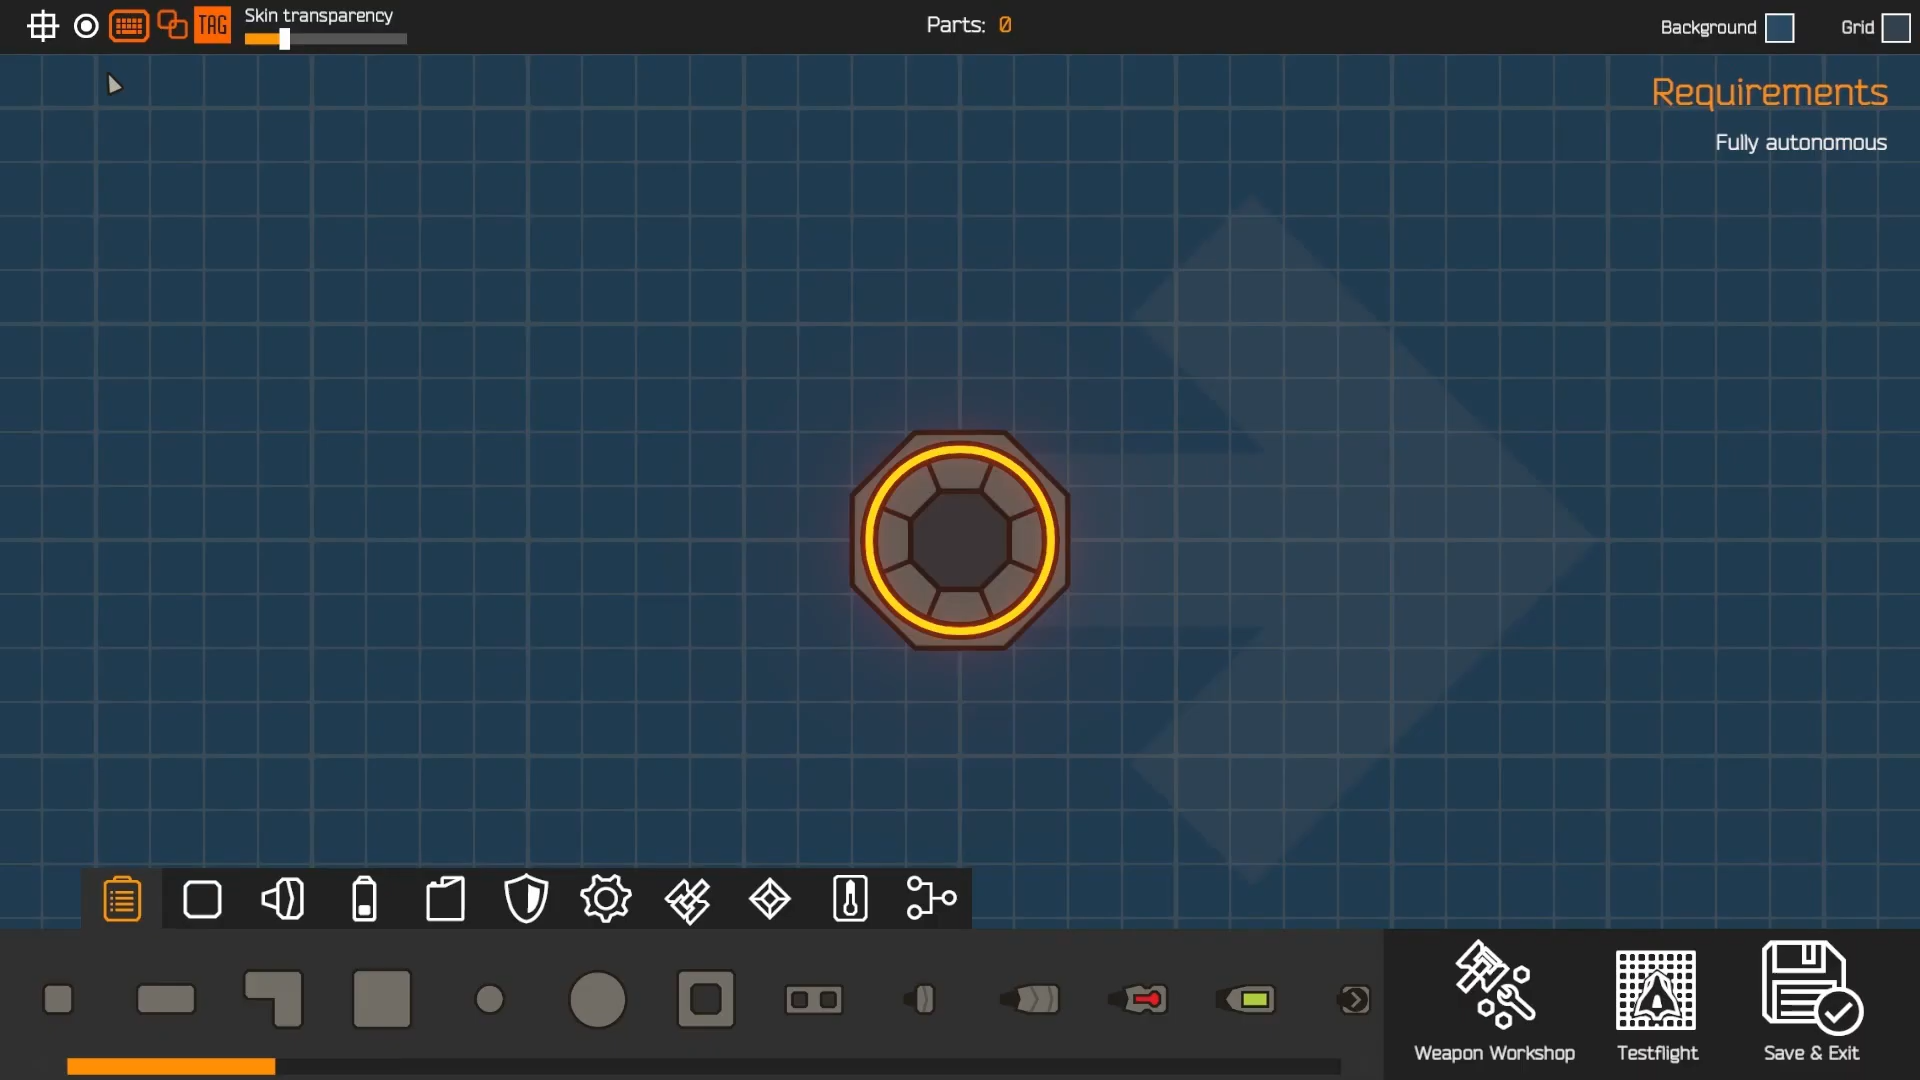 TAG
Skin transparency
Parts: 0
Background
Grid
Requirements
Fully autonomous
Weapon Workshop
Testflight
Save & Exit